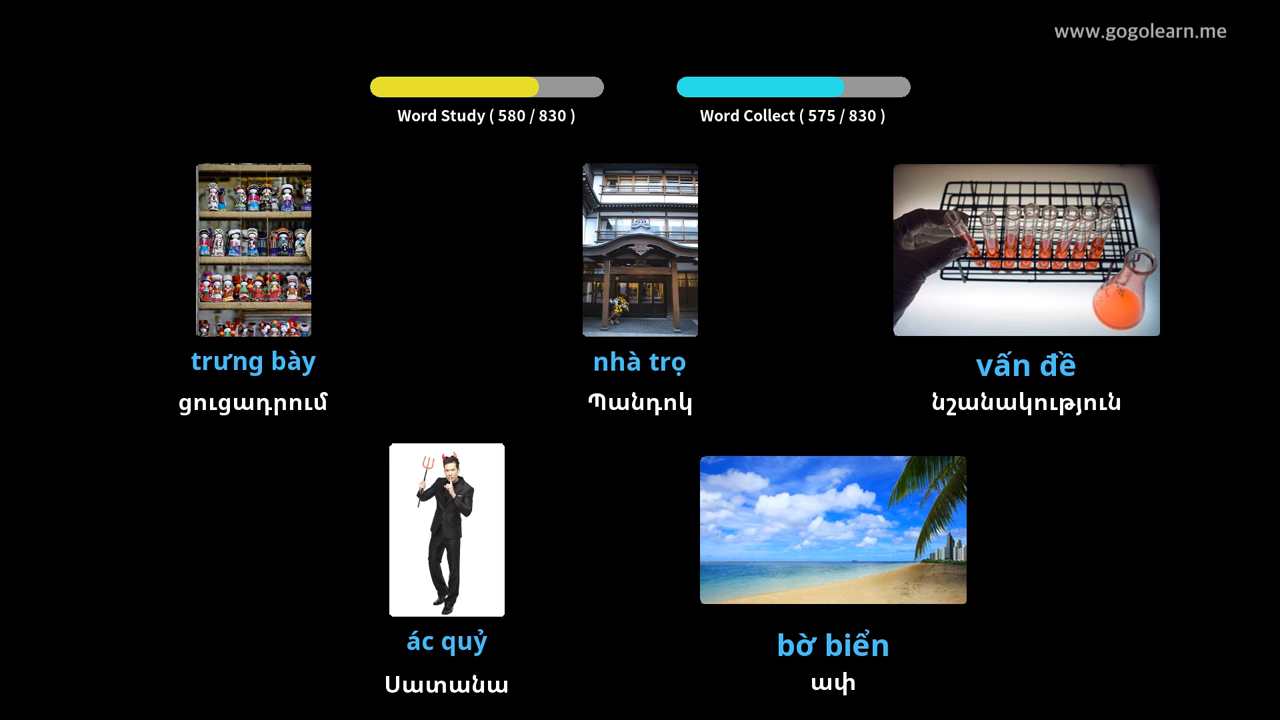 www.gogolearn.me
Word Study ( 580 / 830 )
Word Collect ( 575 / 830 )
trưng bày
ցուցադրում
nhà trọ
Պանդոկ
vấn đề
նշանակություն
ác quỷ
Սատանա
bờ biển
ափ